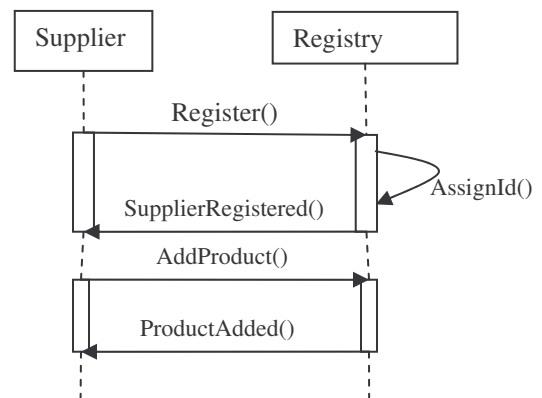 Supplier
Registry
Register()
AssignId()
SupplierRegistered()
AddProduct()
ProductAdded()